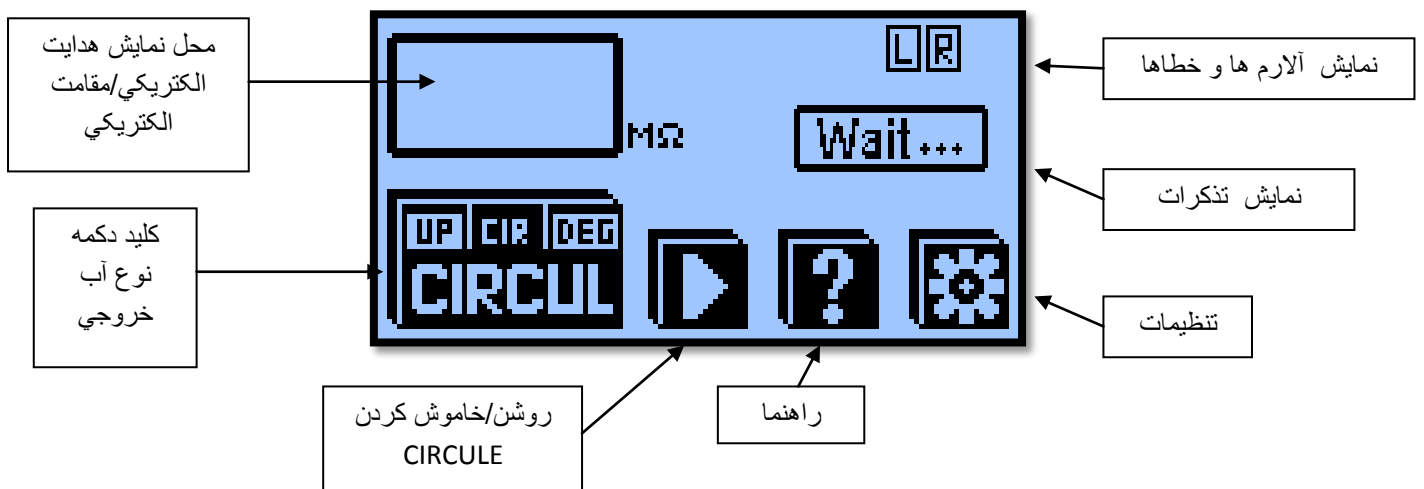 محل نمايش هدايت
الكتريكي/مقامت
الكتريكي
L R
نمايش آلارم ها و خطاها
MΩ
Wait...
نمايش تذكرات
كليد دكمه
نوع آب
خروجي
UP CIR DEG
CIRCUL
?
تنظيمات
روشن/خاموش كردن
CIRCULE
راهنما